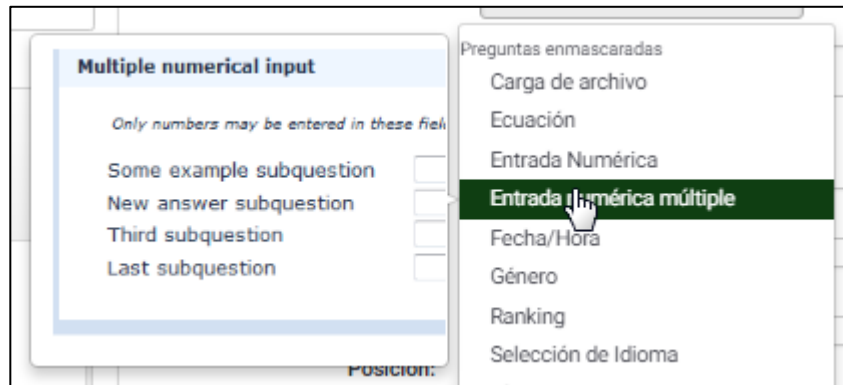 Multiple numerical input
Only numbers may be entered in these
Some example subquestion
New answer subquestion
Third subquestion
Last subquestion
Preguntas enmascaradas
Carga de archivo
Ecuación
Entrada Numérica
Entrada numérica múltiple
Fecha/Hora
Género
Ranking
Selección de Idioma
Posición: